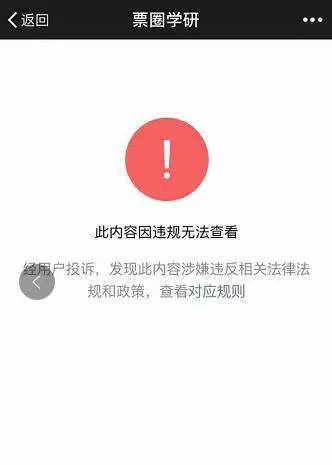 返回
票圈学研
此内容因违规无法查看
经用户投诉，发现此内容涉嫌违反相关法律法
规和政策，查看对应规则